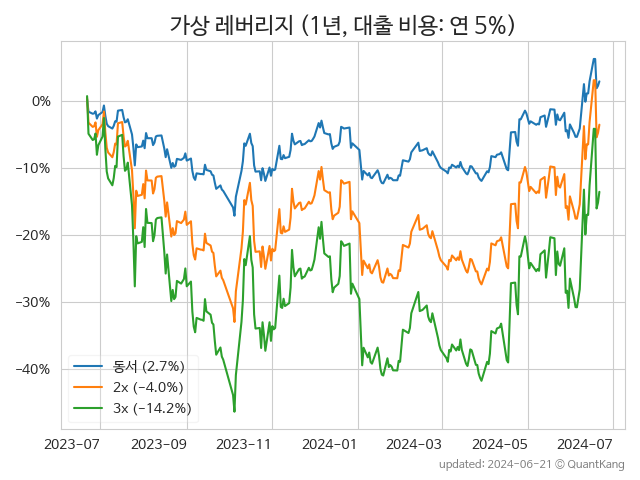 가상 레버리지 (1년, 대출 비용: 연 5%)
0%
−10%
−20%
−30%
−40%
동서 (2.7%)
2x (−4.0%)
3x (−14.2%)
2023-07 2023-09 2023-11 2024-01 2024-03 2024-05 2024-07
updated: 2024-06-21 © QuantKang